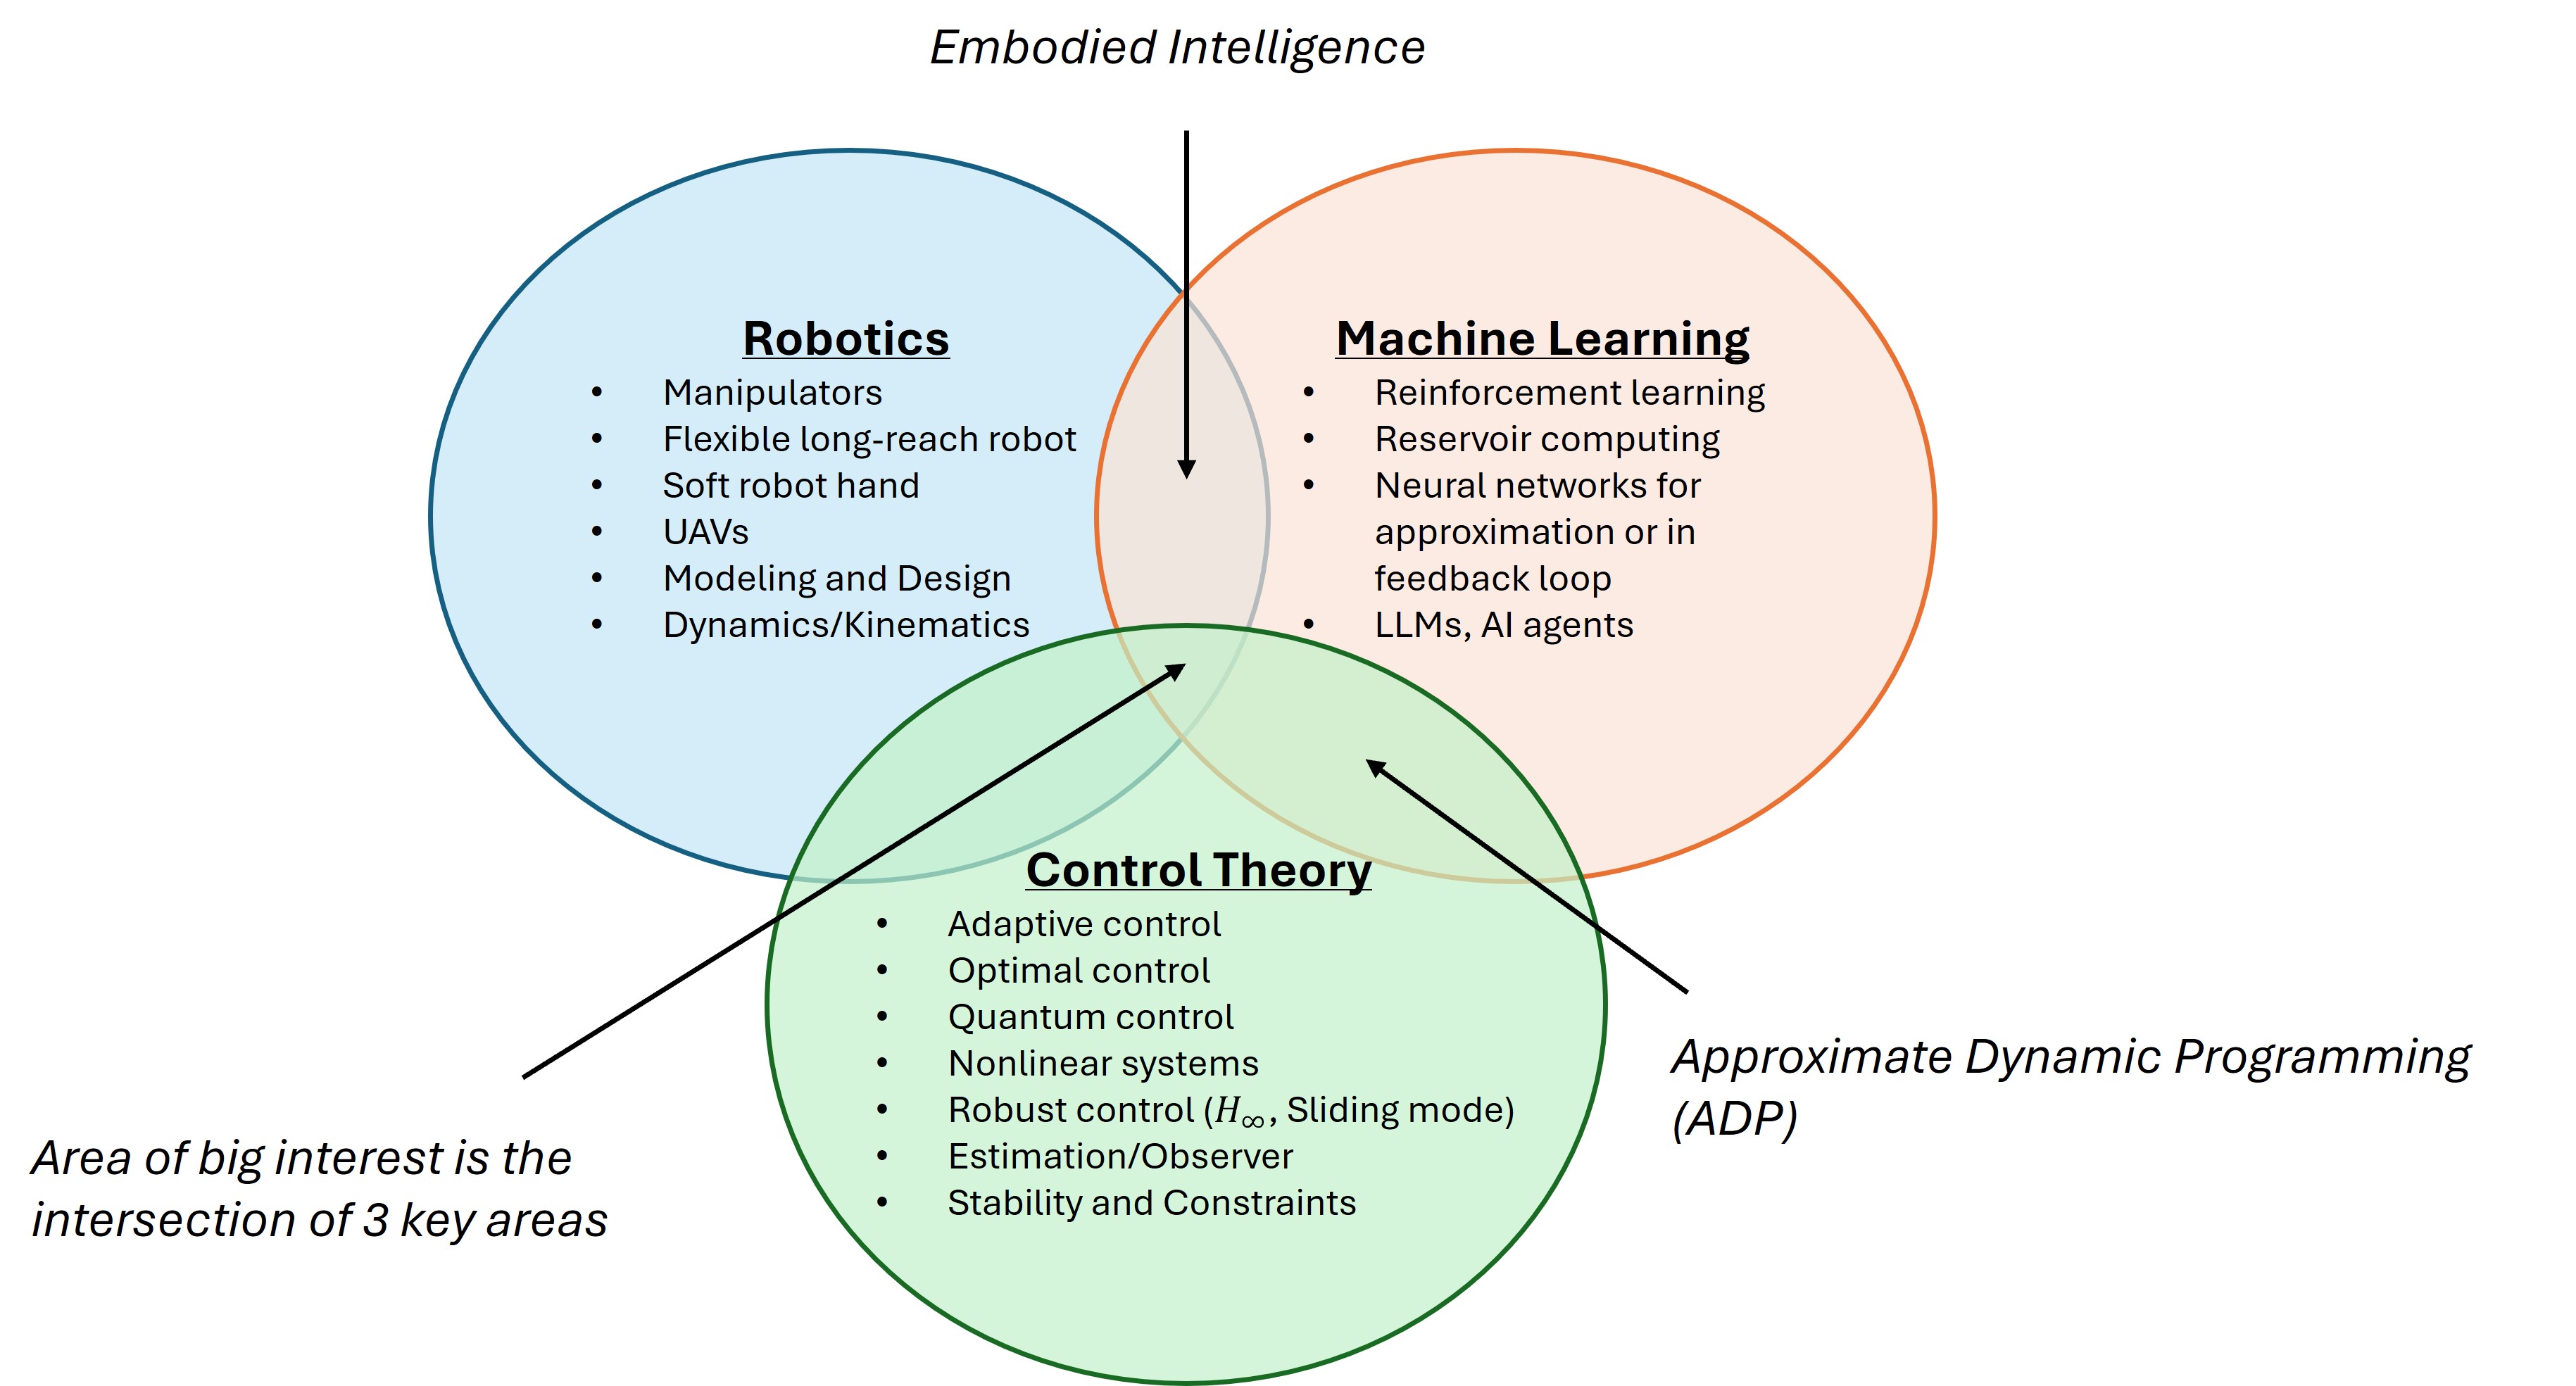 Embodied Intelligence
Robotics
• Manipulators
• Flexible long-reach robot
• Soft robot hand
• UAVs
• Modeling and Design
• Dynamics/Kinematics
Machine Learning
• Reinforcement learning
• Reservoir computing
• Neural networks for
approximation or in
feedback loop
• LLMs, AI agents
Control Theory
• Adaptive control
• Optimal control
• Quantum control
• Nonlinear systems
• Robust control (H∞, Sliding mode)
• Estimation/Observer
• Stability and Constraints
Approximate Dynamic Programming
(ADP)
Area of big interest is the
intersection of 3 key areas